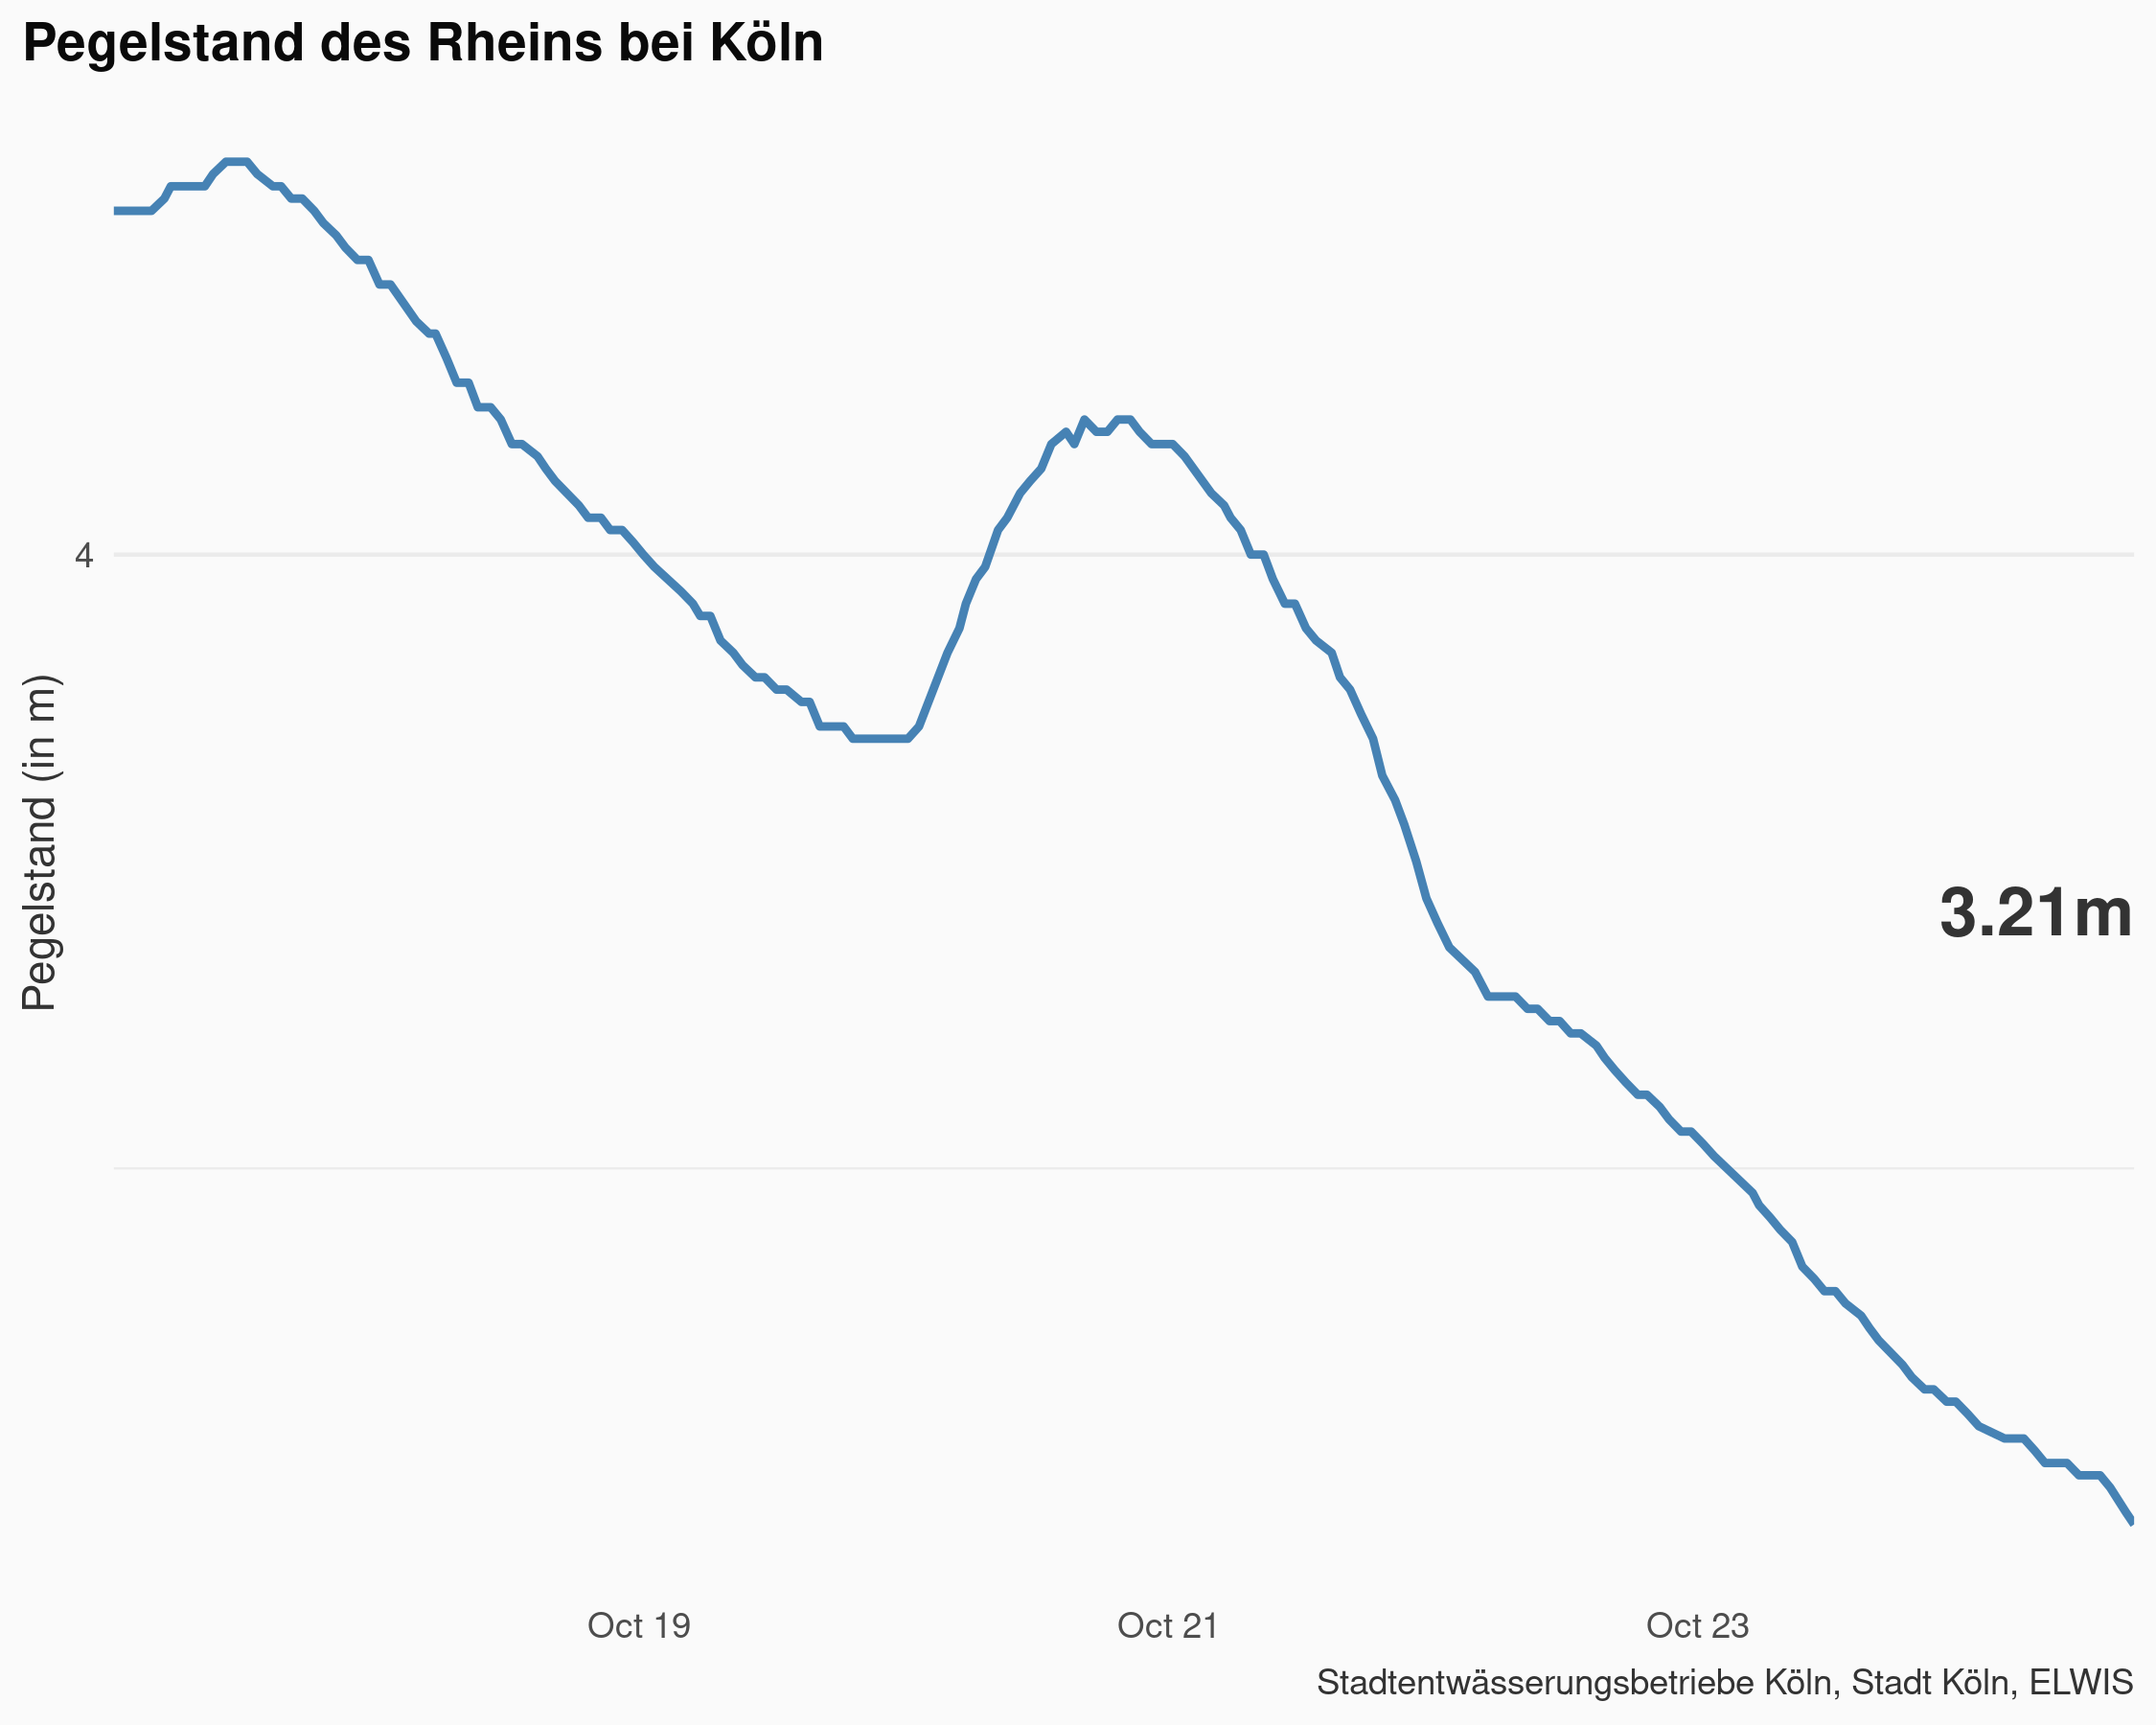 Pegelstand des Rheins bei Köln
4
Pegelstand (in m)
3.21m
Oct 19
Oct 21
Oct 23
Stadtentwässerungsbetriebe Köln, Stadt Köln, ELWIS